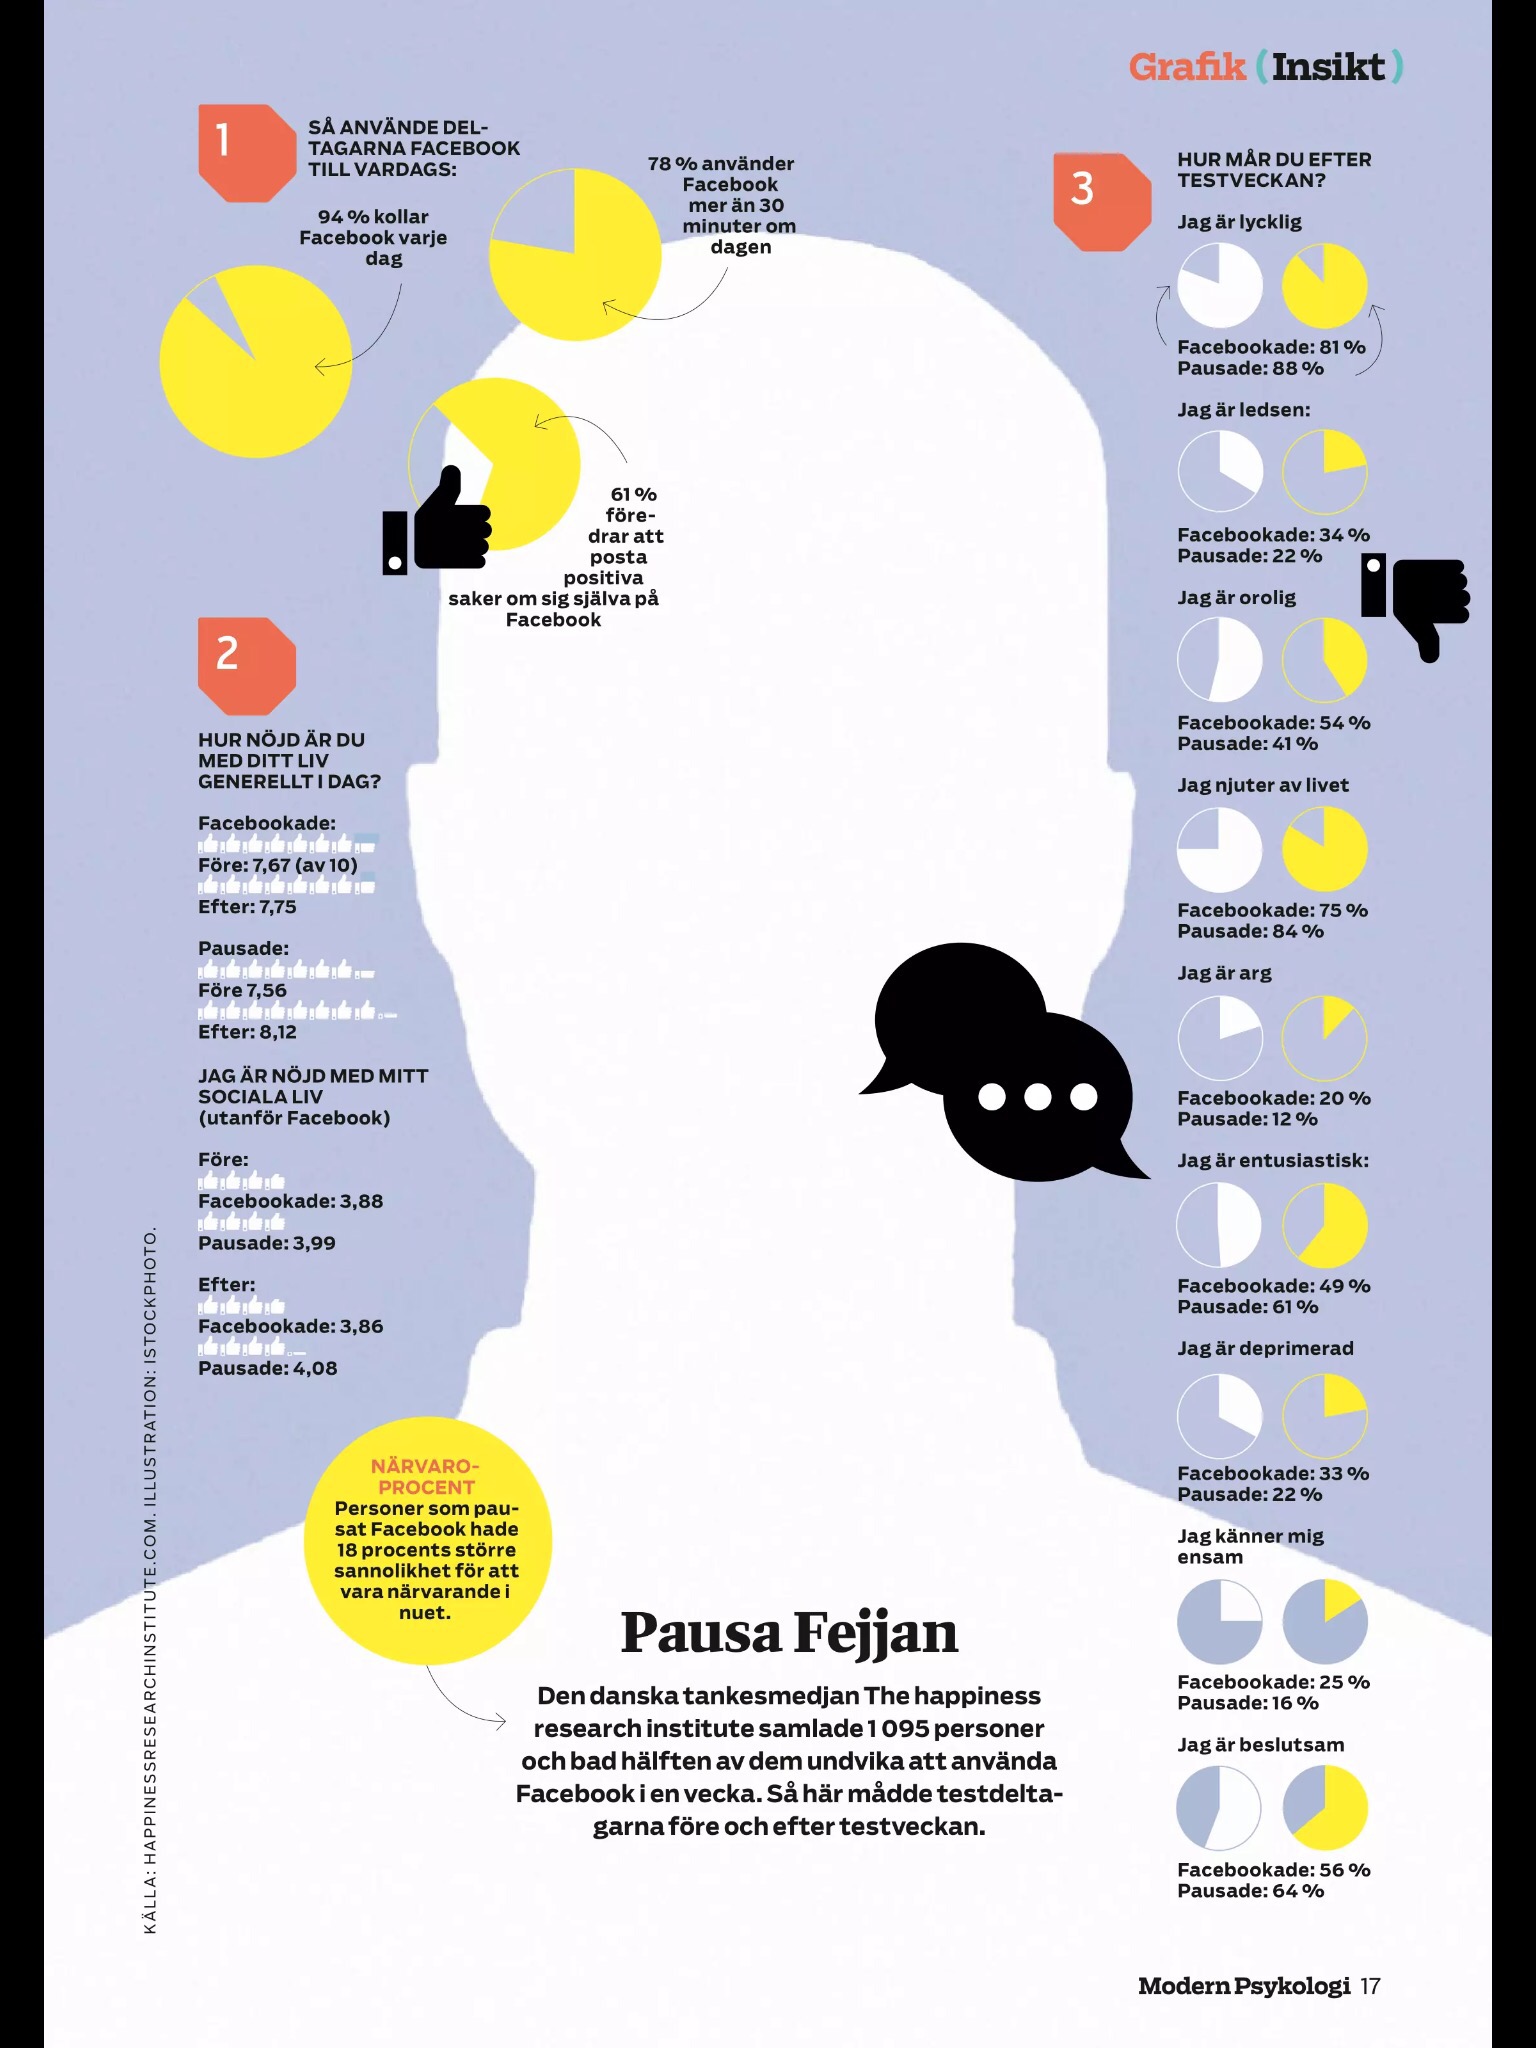 Grafik (Insikt)
1
SÅ ANVÄNDE DEL-
TAGARNA FACEBOOK
TILL VARDAGS:
94 % kollar
Facebook varje
dag
78 % använder
Facebook
mer än 30
minuter om
dagen
61 %
före-
drar att
posta
positiva
saker om sig själva på
Facebook
2
HUR NÖJD ÄR DU
MED DITT LIV
GENERELLT I DAG?
Facebookade:
Före: 7,67 (av 10)
Efter: 7,75
Pausade:
Före 7,56
Efter: 8,12
JAG ÄR NÖJD MED MITT
SOCIALA LIV
(utanför Facebook)
Före:
Facebookade: 3,88
Pausade: 3,99
Efter:
Facebookade: 3,86
Pausade: 4,08
NÄRVARO-
PROCENT
Personer som pau-
sat Facebook hade
18 procents större
sannolikhet för att
vara närvarande i
nuet.
Pausa Fejjan
Den danska tankesmedjan The happiness
research institute samlade 1 095 personer
och bad hälften av dem undvika att använda
Facebook i en vecka. Så här mådde testdelta-
garna före och efter testveckan.
3
HUR MÅR DU EFTER
TESTVECKAN?
Jag är lycklig
Facebookade: 81 %
Pausade: 88 %
Jag är ledsen:
Facebookade: 34 %
Pausade: 22 %
Jag är orolig
Facebookade: 54 %
Pausade: 41 %
Jag njuter av livet
Facebookade: 75 %
Pausade: 84 %
Jag är arg
Facebookade: 20 %
Pausade: 12 %
Jag är entusiastisk:
Facebookade: 49 %
Pausade: 61 %
Jag är deprimerad
Facebookade: 33 %
Pausade: 22 %
Jag känner mig
ensam
Facebookade: 25 %
Pausade: 16 %
Jag är beslutsam
Facebookade: 56 %
Pausade: 64 %
KÄLLA: HAPPINESSRESEARCHINSTITUTE.COM. ILLUSTRATION: ISTOCKPHOTO.
Modern Psykologi 17